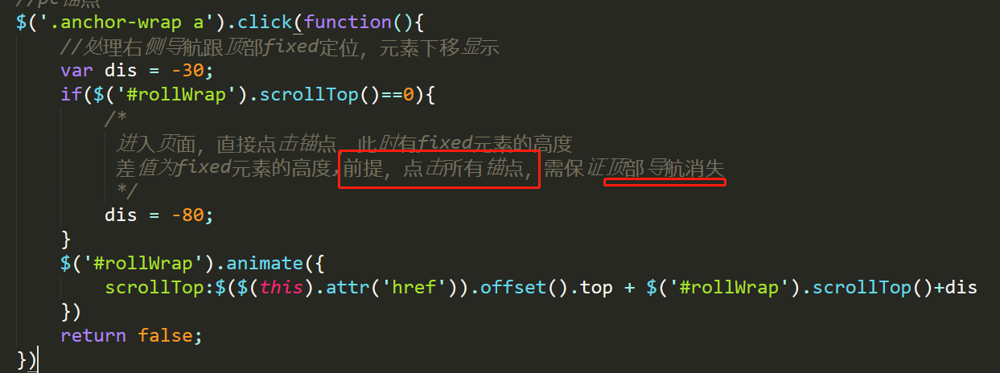 //pc锚点
$('.anchor-wrap a').click(function(){
//处理右侧导航跟顶部fixed定位，元素下移显示
var dis = -30;
if($('#rollWrap').scrollTop()==0){
/*
进入页面，直接点击锚点，此时有fixed元素的高度
差值为fixed元素的高度,前提，点击所有锚点，需保证顶部导航消失
*/
dis = -80;
}
$('#rollWrap').animate({
scrollTop:$($(this).attr('href')).offset().top + $('#rollWrap').scrollTop()+dis
})
return false;
})